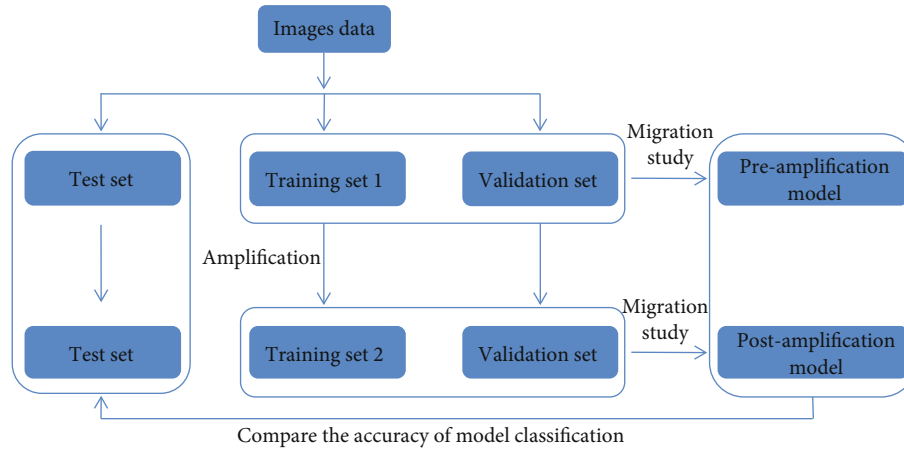 Images data
Migration
study
Test set
Training set 1
Validation set
Pre-amplification
model
Amplification
Migration
study
Test set
Training set 2
Validation set
Post-amplification
model
Compare the accuracy of model classification